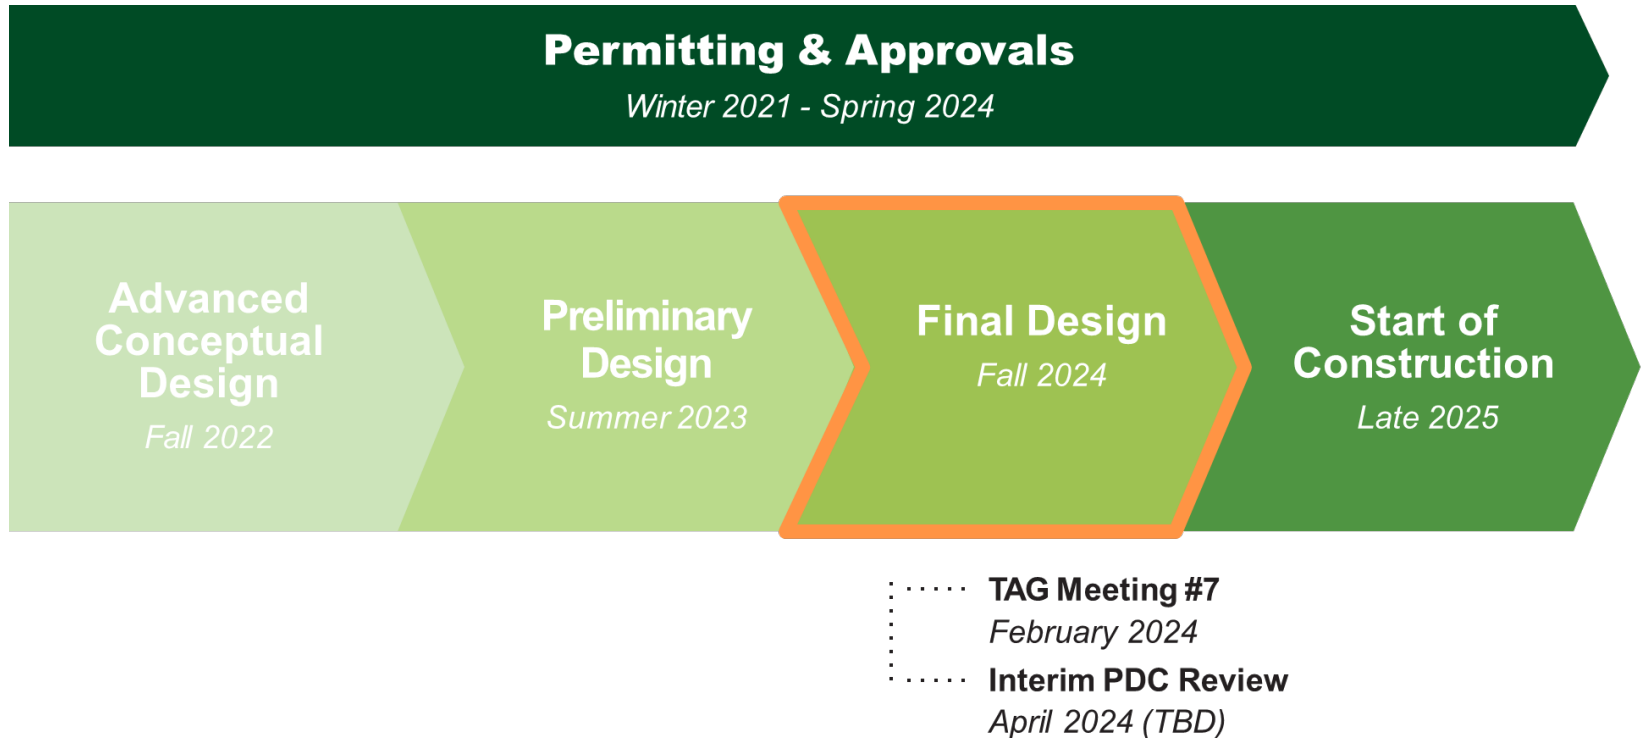 Permitting & Approvals
Winter 2021 - Spring 2024
Advanced
Conceptual
Design
Fall 2022
Preliminary
Design
Summer 2023
Final Design
Fall 2024
Start of
Construction
Late 2025
TAG Meeting #7
February 2024
Interim PDC Review
April 2024 (TBD)